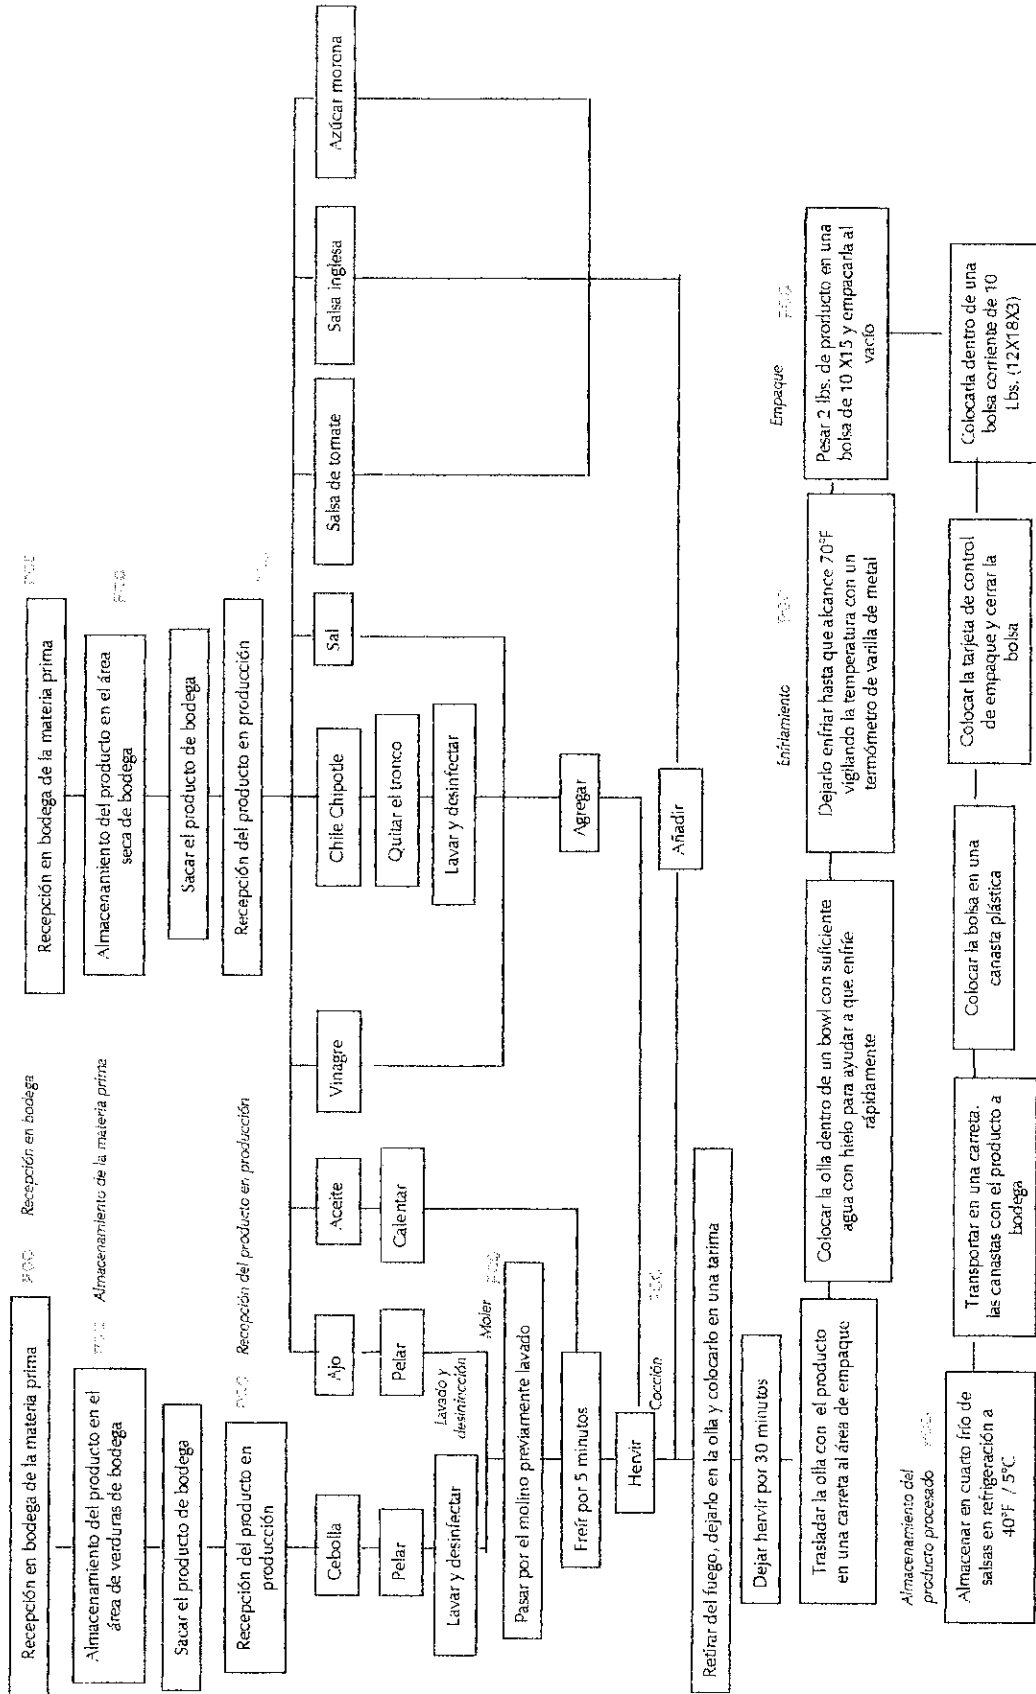 Recepción en bodega de la materia prima
Recepción en bodega
Recepción en bodega de la materia prima
Almacenamiento del producto en el
área de verduras de bodega
Almacenamiento de la materia prima
Almacenamiento del producto en el área
seca de bodega
Sacar el producto de bodega
Sacar el producto de bodega
Recepción del producto en
producción
Recepción del producto en producción
Recepción del producto en producción
Cebolla
Ajo
Aceite
Vinagre
Chile Chipotle
Sal
Salsa de tomate
Salsa inglesa
Azúcar morena
Pelar
Pelar
Calentar
Quitar el tronco
Lavar y desinfectar
Lavado y
desinfección
Lavar y desinfectar
Moler
Pasar por el molino previamente lavado
Freír por 5 minutos
Agregar
Hervir
Cocción
Añadir
Retirar del fuego, dejarlo en la olla y colocarlo en una tarima
Dejar hervir por 30 minutos
Enfriamiento
Empaque
Trasladar la olla con el producto
en una carreta al área de empaque
Colocar la olla dentro de un bowl con suficiente
agua con hielo para ayudar a que enfríe
rápidamente
Dejarlo enfriar hasta que alcance 70°F
vigilando la temperatura con un
termómetro de varilla de metal
Pesar 2 lbs. de producto en una
bolsa de 10 X15 y empacarla al
vacío
Almacenamiento del
producto procesado
Almacenar en cuarto frío de
salsas en refrigeración a
40°F / 5°C
Transportar en una carreta.
las canastas con el producto a
bodega
Colocar la bolsa en una
canasta plástica
Colocar la tarjeta de control
de empaque y cerrar la
bolsa
Colocarla dentro de una
bolsa corriente de 10
Lbs. (12X18X3)